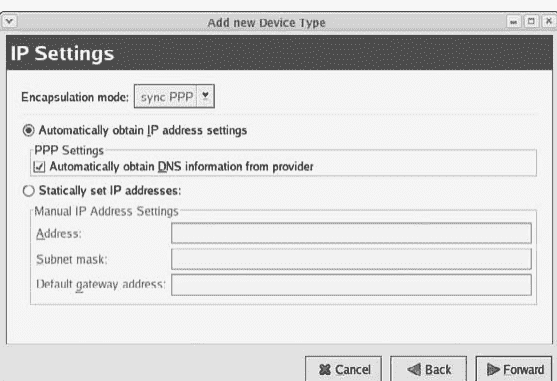 Add new Device Type
IP Settings
Encapsulation mode: sync PPP
Automatically obtain IP address settings
PPP Settings
Automatically obtain DNS information from provider
Statically set IP addresses:
Manual IP Address Settings
Address:
Subnet mask:
Default gateway address:
Cancel Back Forward